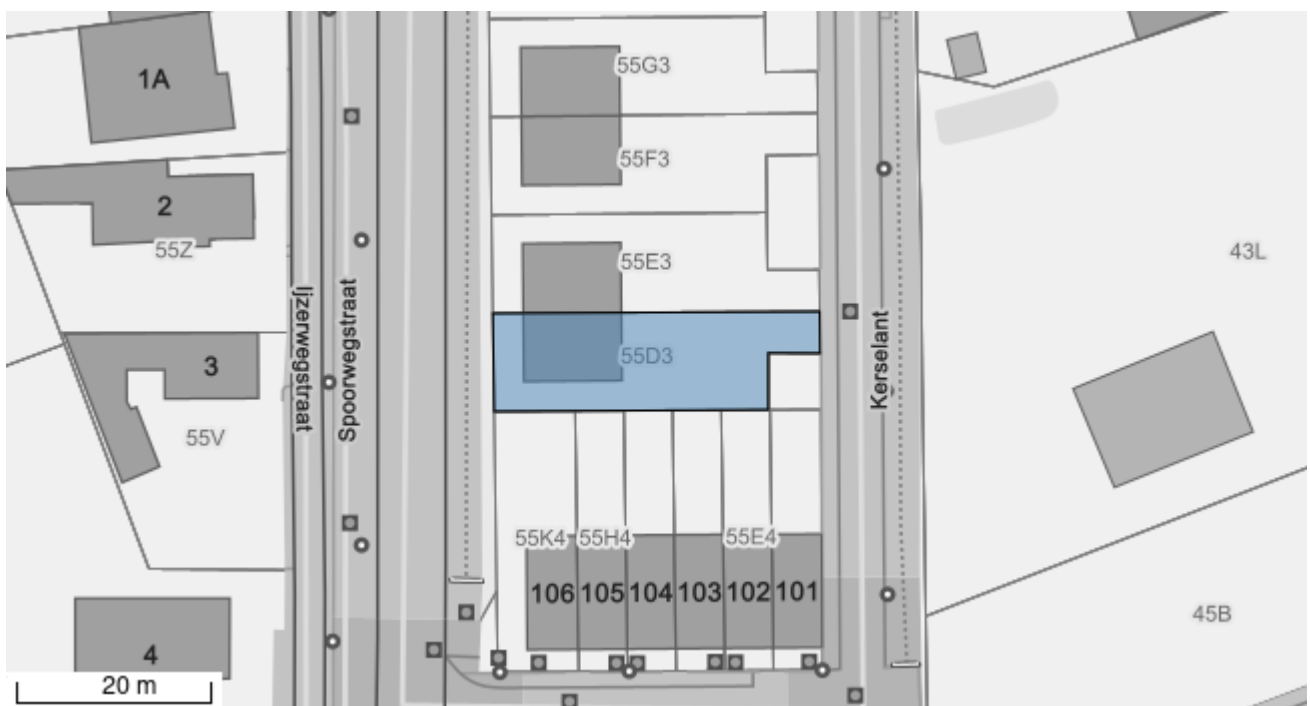 1A
55G3
55F3
2
55Z
55E3
43L
Ijzerwegstraat
Spoorwegstraat
Kerselant
3
55D3
55V
55K4
55H4
55E4
106
105
104
103
102
101
45B
4
20 m